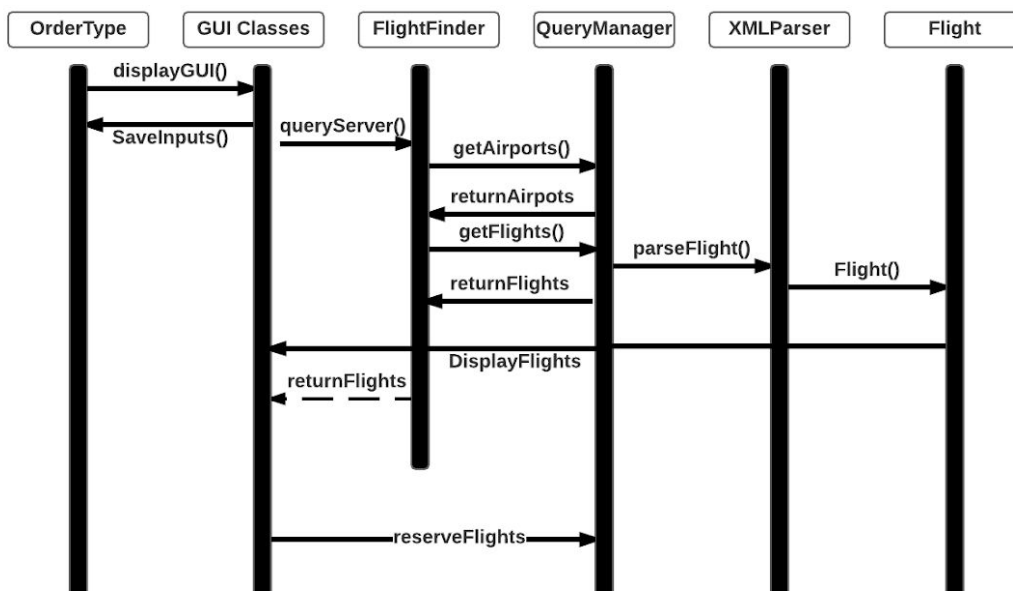 OrderType
GUI Classes
FlightFinder
QueryManager
XMLParser
Flight
displayGUI()
SaveInputs()
queryServer()
getAirports()
returnAirpots
getFlights()
parseFlight()
Flight()
returnFlights
DisplayFlights
returnFlights
reserveFlights